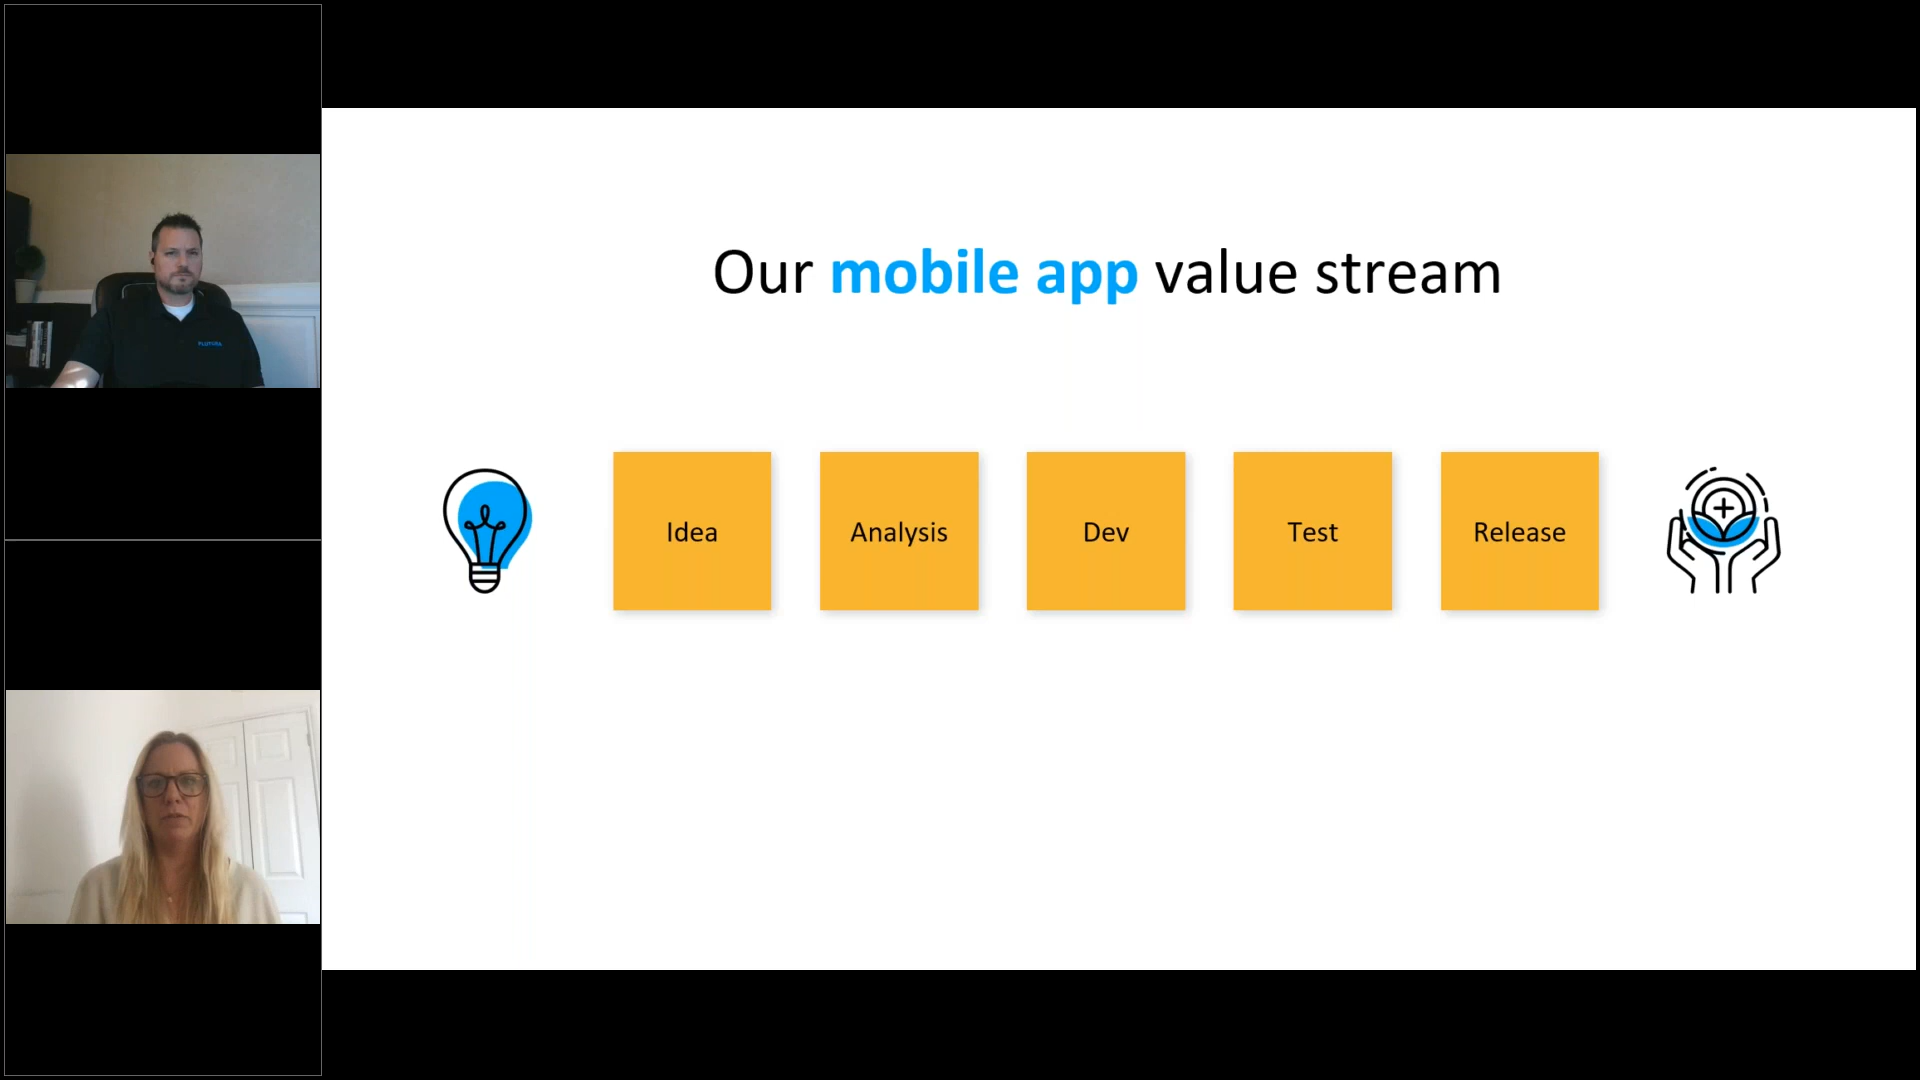 Our mobile app value stream
Idea
Analysis
Dev
Test
Release